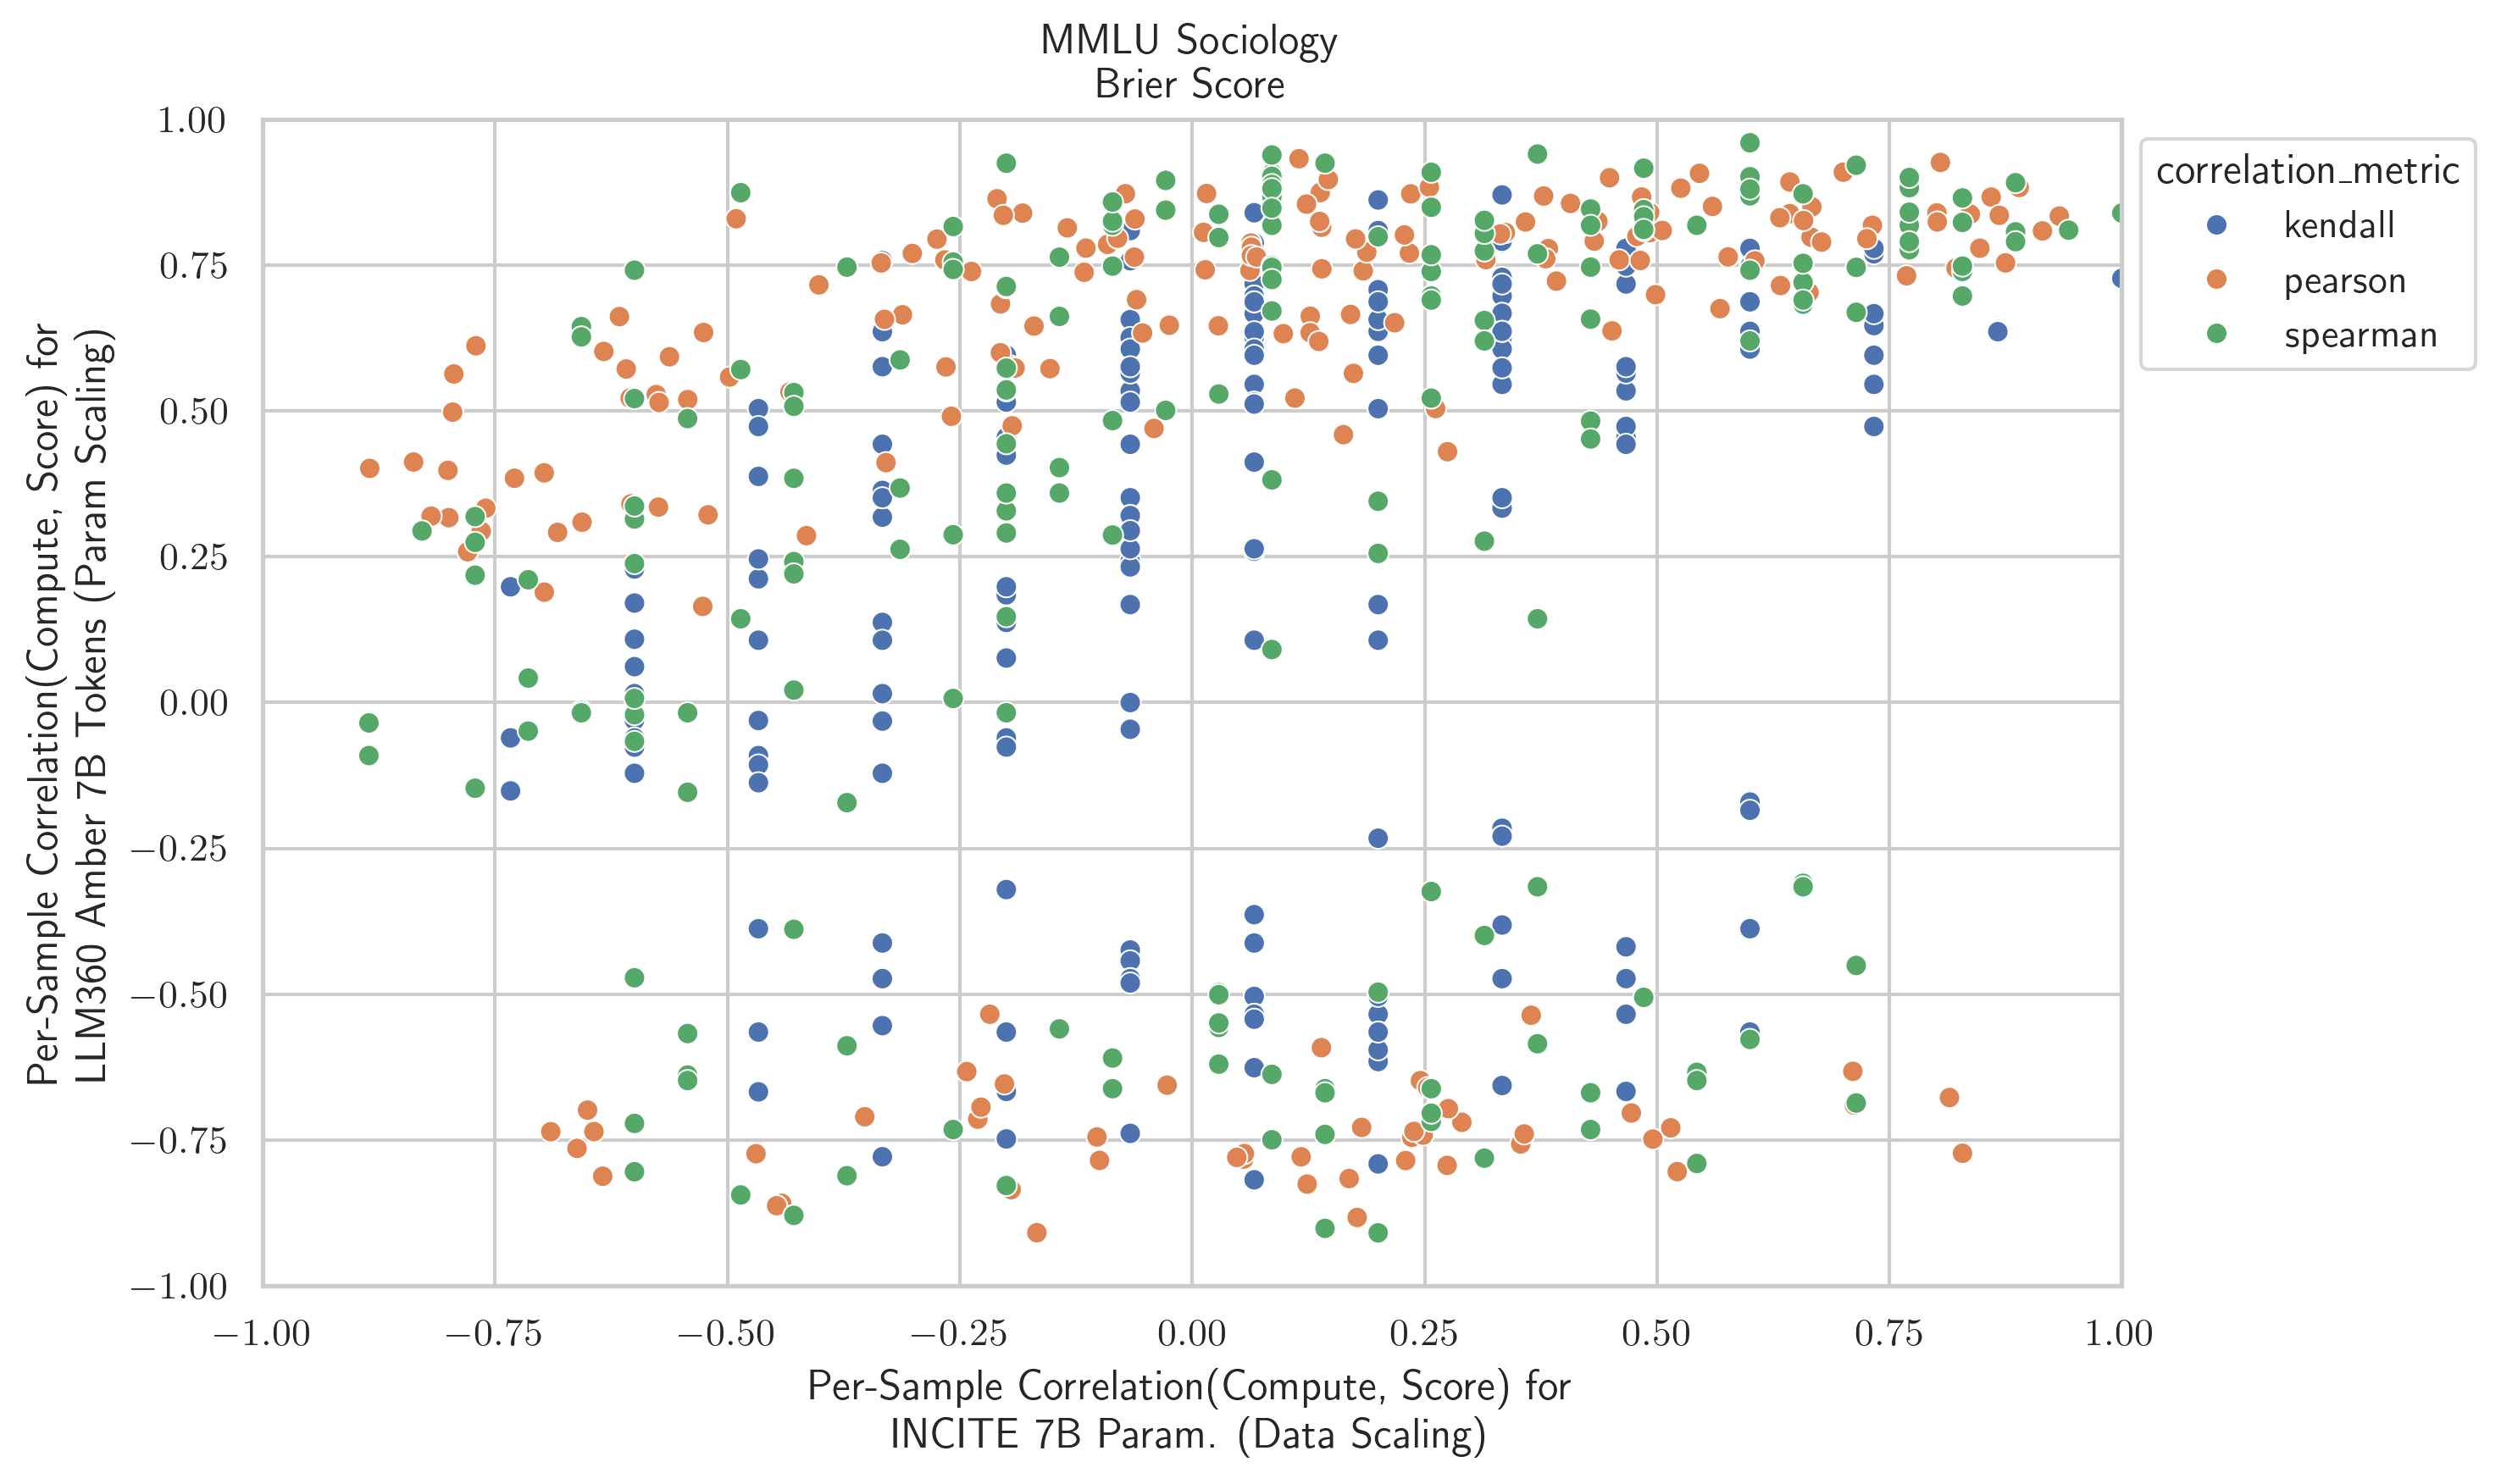 MMLU Sociology
Brier Score
1.00
0.75
0.50
0.25
0.00
−0.25
−0.50
−0.75
−1.00
Per-Sample Correlation(Compute, Score) for
LLM360 Amber 7B Tokens (Param Scaling)
correlation_metric
kendall
pearson
spearman
−1.00 −0.75 −0.50 −0.25 0.00 0.25 0.50 0.75 1.00
Per-Sample Correlation(Compute, Score) for
INCITE 7B Param. (Data Scaling)